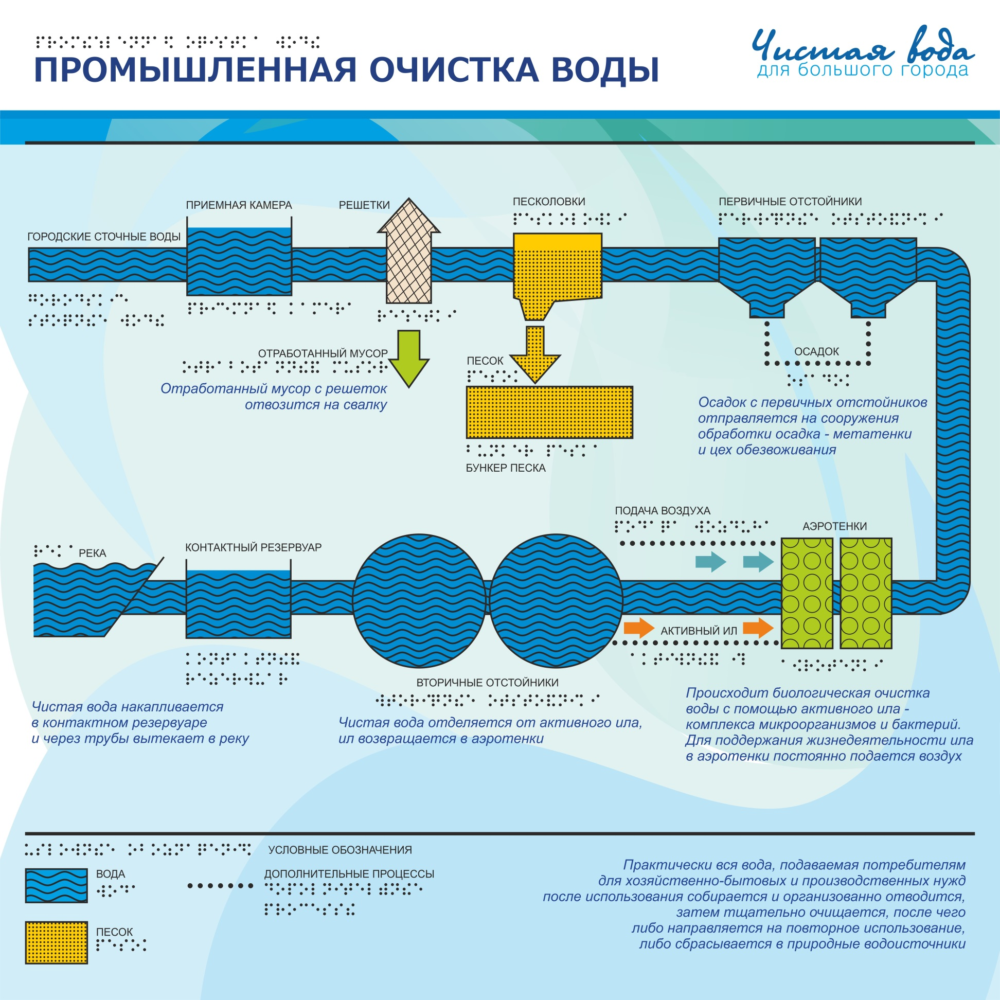 ПРОМЫШЛЕННАЯ ОЧИСТКА ВОДЫ
Чистая вода
для большого города
ПРИЕМНАЯ КАМЕРА
РЕШЕТКИ
ПЕСКОЛОВКИ
ПЕРВИЧНЫЕ ОТСТОЙНИКИ
ГОРОДСКИЕ СТОЧНЫЕ ВОДЫ
ОТРАБОТАННЫЙ МУСОР
Отработанный мусор с решеток
отвозится на свалку
ПЕСОК
БУНКЕР ПЕСКА
ОСАДОК
Осадок с первичных отстойников
отправляется на сооружения
обработки осадка - метатенки
и цех обезвоживания
ПОДАЧА ВОЗДУХА
АЭРОТЕНКИ
РЕКА
КОНТАКТНЫЙ РЕЗЕРВУАР
АКТИВНЫЙ ИЛ
ВТОРИЧНЫЕ ОТСТОЙНИКИ
Чистая вода накапливается
в контактном резервуаре
и через трубы вытекает в реку
Чистая вода отделяется от активного ила,
ил возвращается в аэротенки
Происходит биологическая очистка
воды с помощью активного ила -
комплекса микроорганизмов и бактерий.
Для поддержания жизнедеятельности ила
в аэротенки постоянно подается воздух
УСЛОВНЫЕ ОБОЗНАЧЕНИЯ
ВОДА
ДОПОЛНИТЕЛЬНЫЕ ПРОЦЕССЫ
ПЕСОК
Практически вся вода, подаваемая потребителям
для хозяйственно-бытовых и производственных нужд
после использования собирается и организованно отводится,
затем тщательно очищается, после чего
либо направляется на повторное использование,
либо сбрасывается в природные водоисточники